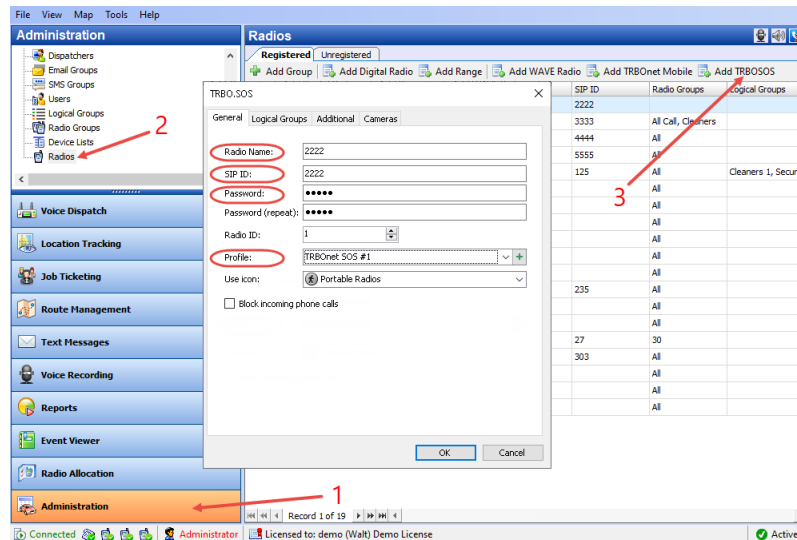 File View Map Tools Help
Administration
Radios
Dispatchers
Email Groups
SMS Groups
Users
Logical Groups
Radio Groups
Device Lists
Radios
2
Registered Unregistered
Add Group Add Digital Radio Add Range Add WAVE Radio Add TRBOnet Mobile Add TRBOSOS
SIP ID Radio Groups Logical Groups
2222
3333 All Call, Cleaners
4444 All
5555 All
125 All Cleaners 1, Secur
All
All
All
All
All
All
235 All
All
All
27 30
303 All
All
All
All
3
TRBO.SOS
General Logical Groups Additional Cameras
Radio Name: 2222
SIP ID: 2222
Password: •••••
Password (repeat): •••••
Radio ID: 1
Profile: TRBOnet SOS #1
Use icon: Portable Radios
Block incoming phone calls
OK Cancel
Voice Dispatch
Location Tracking
Job Ticketing
Route Management
Text Messages
Voice Recording
Reports
Event Viewer
Radio Allocation
Administration
1
Record 1 of 19
Connected Administrator Licensed to: demo (Walt) Demo License Active